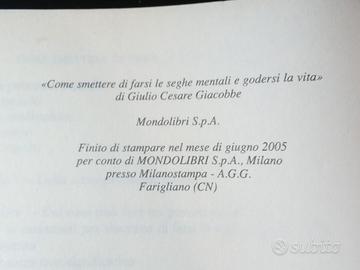 «Come smettere di farsi le seghe mentali e godersi la vita»
di Giulio Cesare Giacobbe
Mondolibri S.p.A.
Finito di stampare nel mese di giugno 2005
per conto di MONDOLIBRI S.p.A., Milano
presso Milanostampa - A.G.G.
Farigliano (CN)
subito